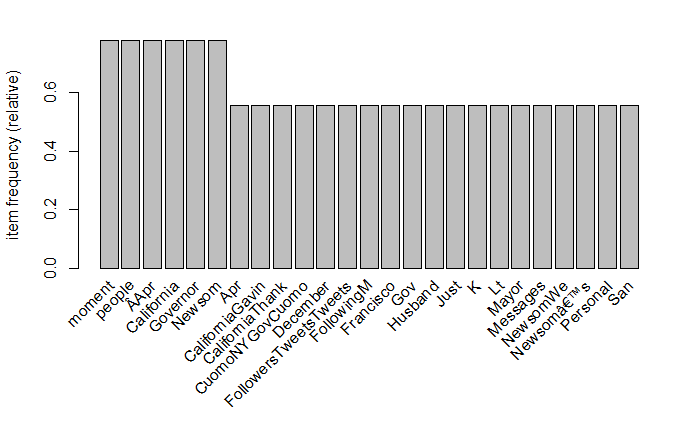 item frequency (relative)
0.0
0.2
0.4
0.6
moment
people
ÂApr
California
Governor
Newsom
Apr
CaliforniaGavin
CaliforniaThank
CuomoNYGovCuomo
December
FollowersTweetsTweets
FollowingM
Francisco
Gov
Husband
Just
K
Lt
Mayor
Messages
NewsomWe
Newsomâ€™s
Personal
San